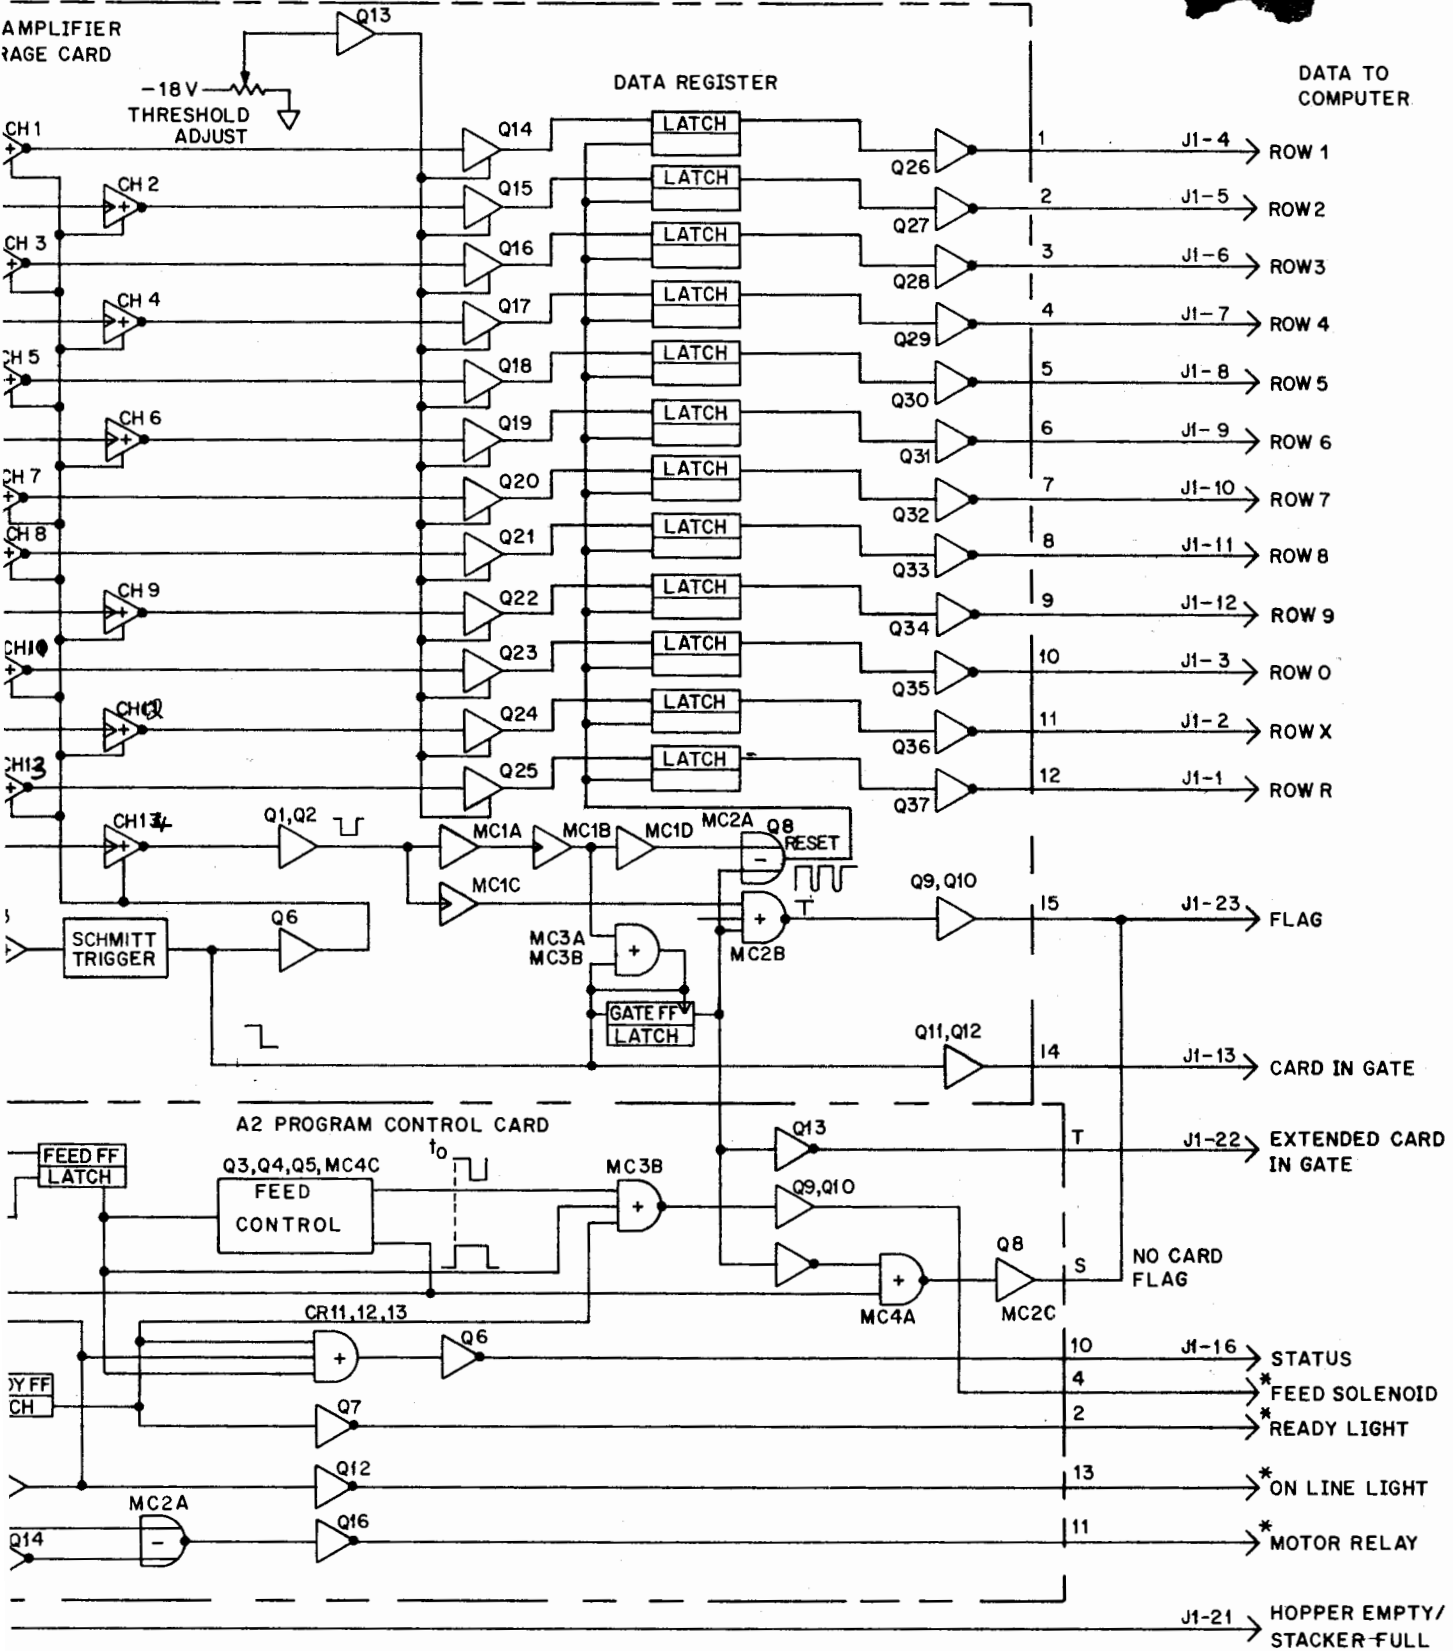 AMPLIFIER
RAGE CARD
Q13
-18V
THRESHOLD
ADJUST
DATA REGISTER
DATA TO
COMPUTER
CH 1
Q14
LATCH
Q26
1
J1-4
ROW 1
CH 2
Q15
LATCH
Q27
2
J1-5
ROW 2
CH 3
Q16
LATCH
Q28
3
J1-6
ROW 3
CH 4
Q17
LATCH
Q29
4
J1-7
ROW 4
CH 5
Q18
LATCH
Q30
5
J1-8
ROW 5
CH 6
Q19
LATCH
Q31
6
J1-9
ROW 6
CH 7
Q20
LATCH
Q32
7
J1-10
ROW 7
CH 8
Q21
LATCH
Q33
8
J1-11
ROW 8
CH 9
Q22
LATCH
Q34
9
J1-12
ROW 9
Q23
LATCH
Q35
10
J1-3
ROW O
Q24
LATCH
Q36
11
J1-2
ROW X
Q25
LATCH
Q37
12
J1-1
ROW R
Q1,Q2
MC1A
MC1B
MC1D
MC2A
Q8
RESET
-
MC1C
T
Q9,Q10
15
J1-23
FLAG
SCHMITT
TRIGGER
Q6
MC3A
MC3B
+
+
MC2B
GATE FF
LATCH
Q11,Q12
14
J1-13
CARD IN GATE
A2 PROGRAM CONTROL CARD
Q13
T
J1-22
EXTENDED CARD
IN GATE
FEED FF
LATCH
Q3,Q4,Q5,MC4C
FEED
CONTROL
to
MC3B
+
Q9,Q10
Q8
S
NO CARD
FLAG
+
MC4A
MC2C
CR11,12,13
+
Q6
10
J1-16
STATUS
4
*FEED SOLENOID
DY FF
CH
Q7
2
*READY LIGHT
Q12
13
*ON LINE LIGHT
MC2A
Q14
-
Q16
11
*MOTOR RELAY
J1-21
HOPPER EMPTY/
STACKER FULL